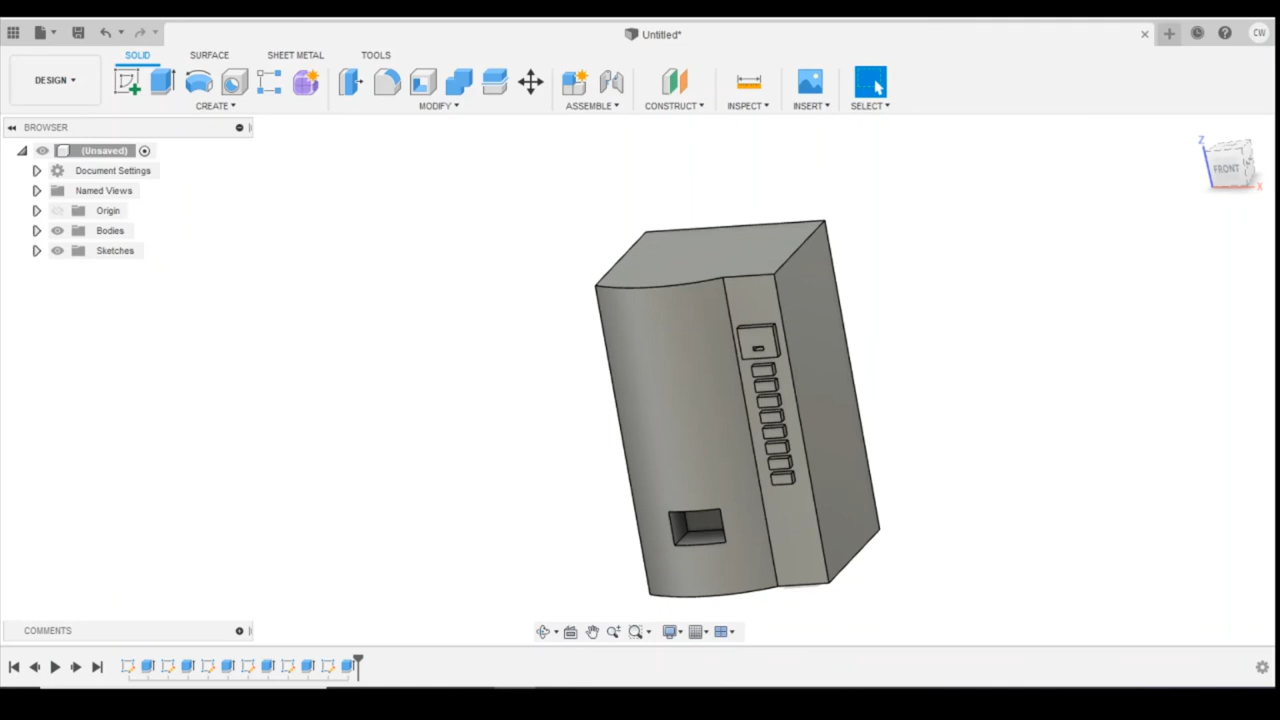 Untitled*
CW
DESIGN
SOLID
SURFACE
SHEET METAL
TOOLS
CREATE
MODIFY
ASSEMBLE
CONSTRUCT
INSPECT
INSERT
SELECT
BROWSER
(Unsaved)
Document Settings
Named Views
Origin
Bodies
Sketches
Z
FRONT
X
COMMENTS